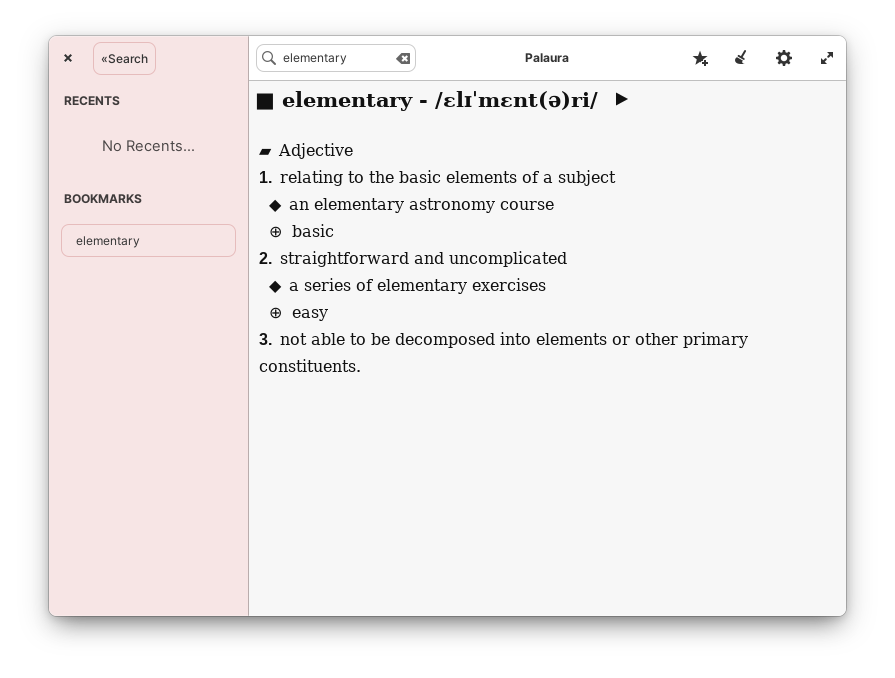 «Search
elementary
Palaura
RECENTS
No Recents...
BOOKMARKS
elementary
■ elementary - /ɛlɪˈmɛnt(ə)ri/ ▶
▰ Adjective
1. relating to the basic elements of a subject
◆ an elementary astronomy course
⊕ basic
2. straightforward and uncomplicated
◆ a series of elementary exercises
⊕ easy
3. not able to be decomposed into elements or other primary
constituents.